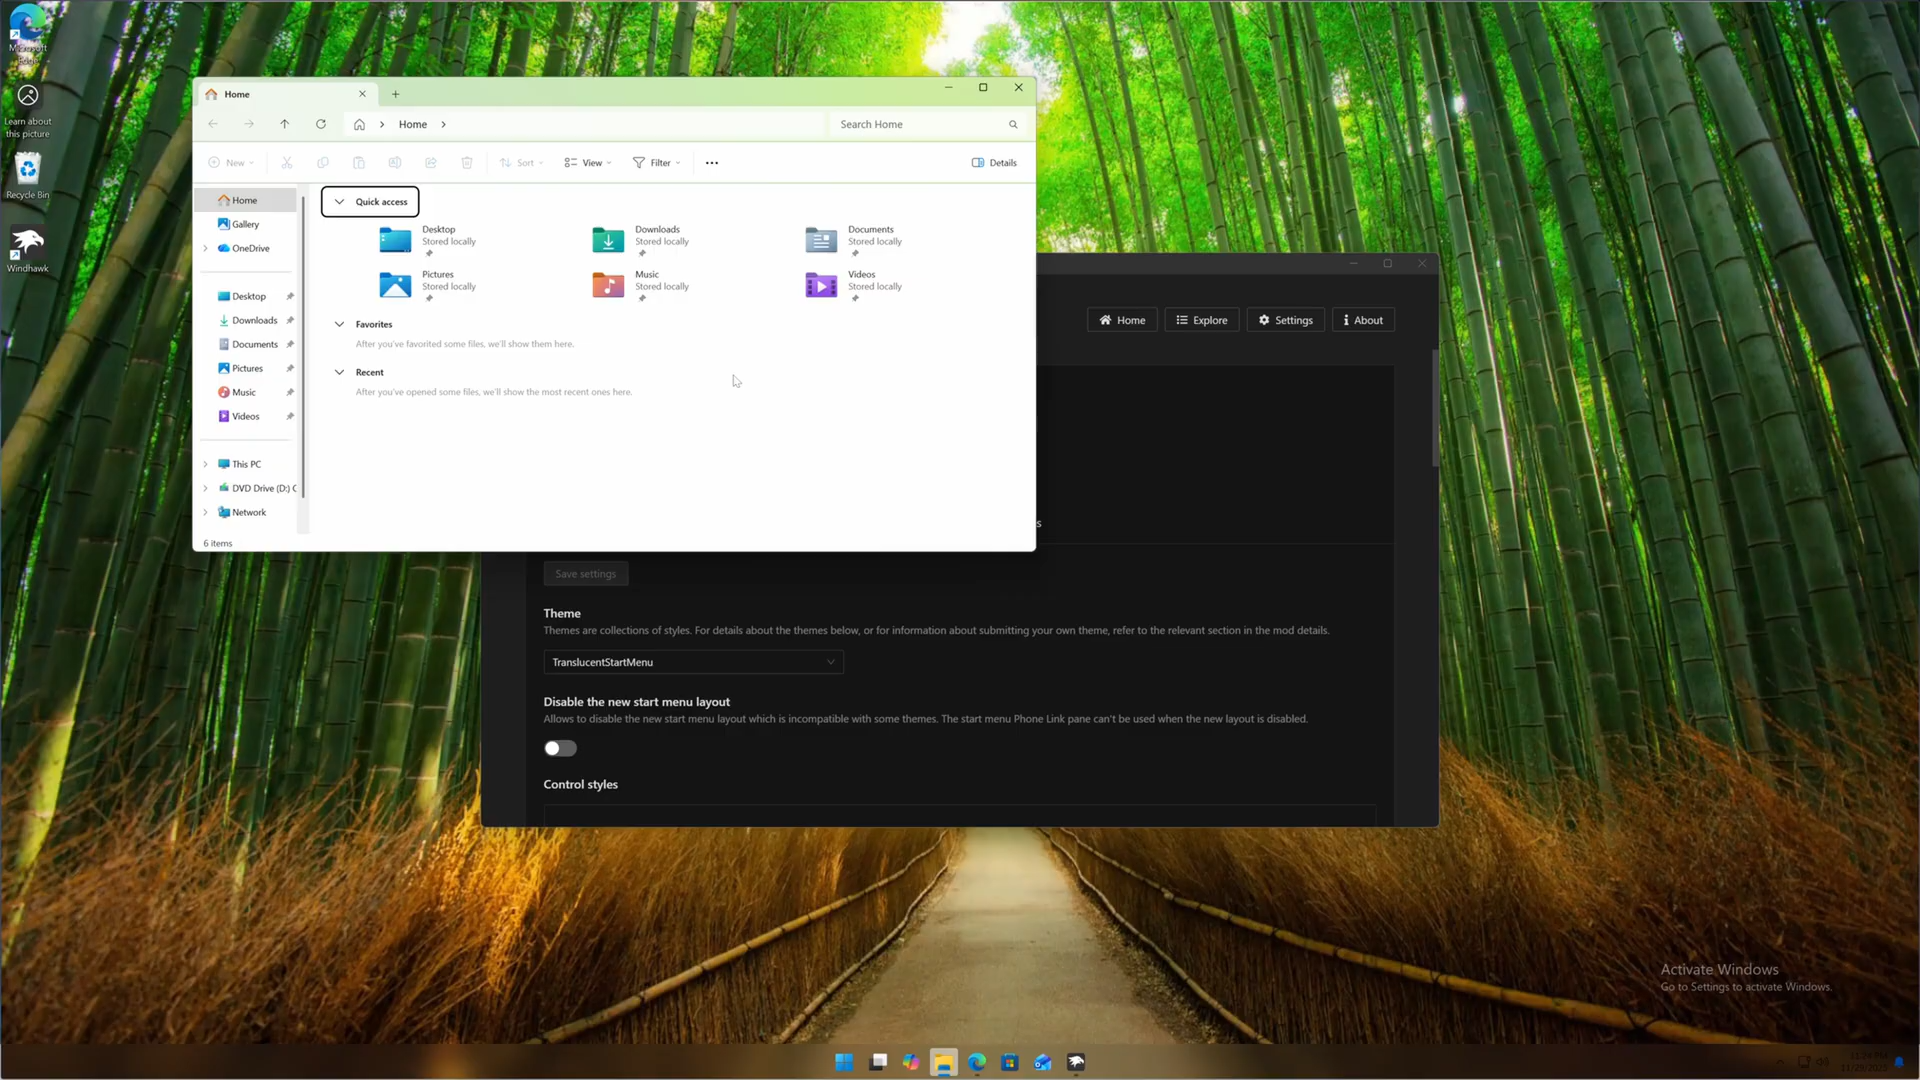 Microsoft
Edge
Learn about
this picture
Recycle Bin
Windhawk
Home
Home
Search Home
New
Sort
View
Filter
Details
Home
Gallery
OneDrive
Desktop
Downloads
Documents
Pictures
Music
Videos
This PC
DVD Drive (D:) C
Network
6 items
Quick access
Desktop
Stored locally
Downloads
Stored locally
Documents
Stored locally
Pictures
Stored locally
Music
Stored locally
Videos
Stored locally
Favorites
After you've favorited some files, we'll show them here.
Recent
After you've opened some files, we'll show the most recent ones here.
Home
Explore
Settings
About
s
Save settings
Theme
Themes are collections of styles. For details about the themes below, or for information about submitting your own theme, refer to the relevant section in the mod details.
TranslucentStartMenu
Disable the new start menu layout
Allows to disable the new start menu layout which is incompatible with some themes. The start menu Phone Link pane can't be used when the new layout is disabled.
Control styles
Activate Windows
Go to Settings to activate Windows.